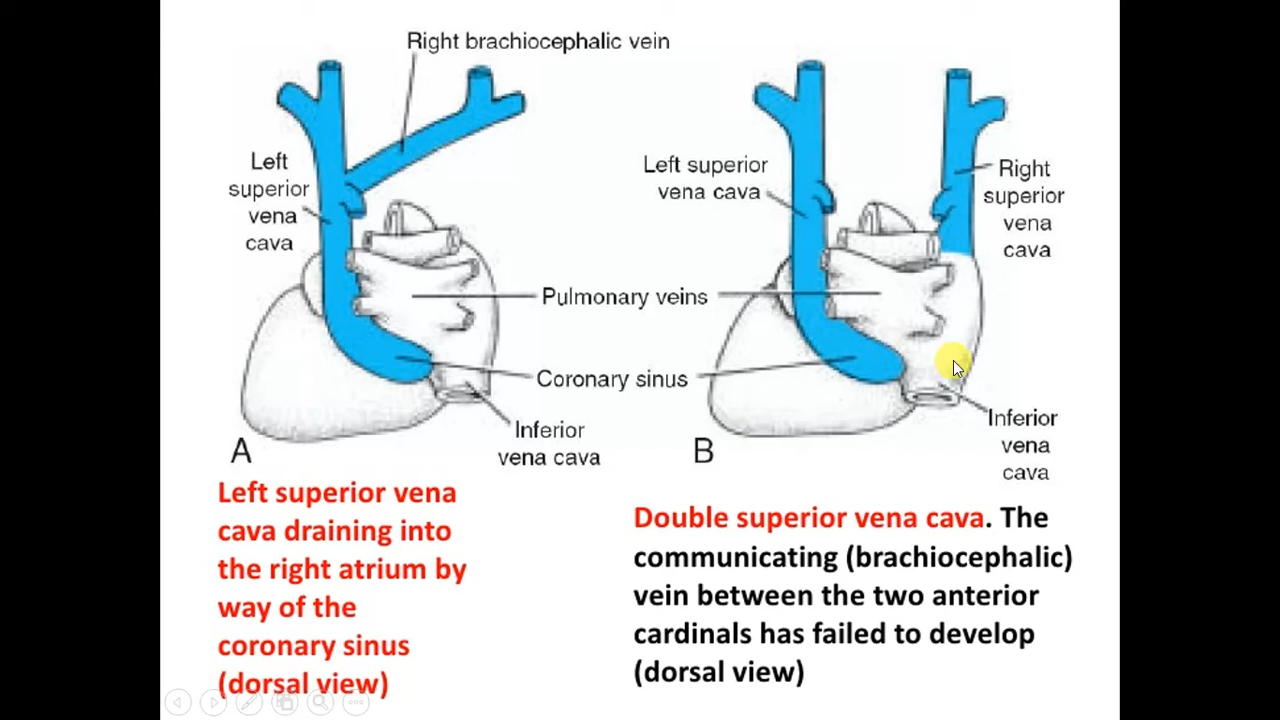 Right brachiocephalic vein
Left
superior
vena
cava
Left superior
vena cava
Right
superior
vena
cava
Pulmonary veins
Coronary sinus
Inferior
vena cava
Inferior
vena
cava
A
B
Left superior vena
cava draining into
the right atrium by
way of the
coronary sinus
(dorsal view)
Double superior vena cava. The
communicating (brachiocephalic)
vein between the two anterior
cardinals has failed to develop
(dorsal view)